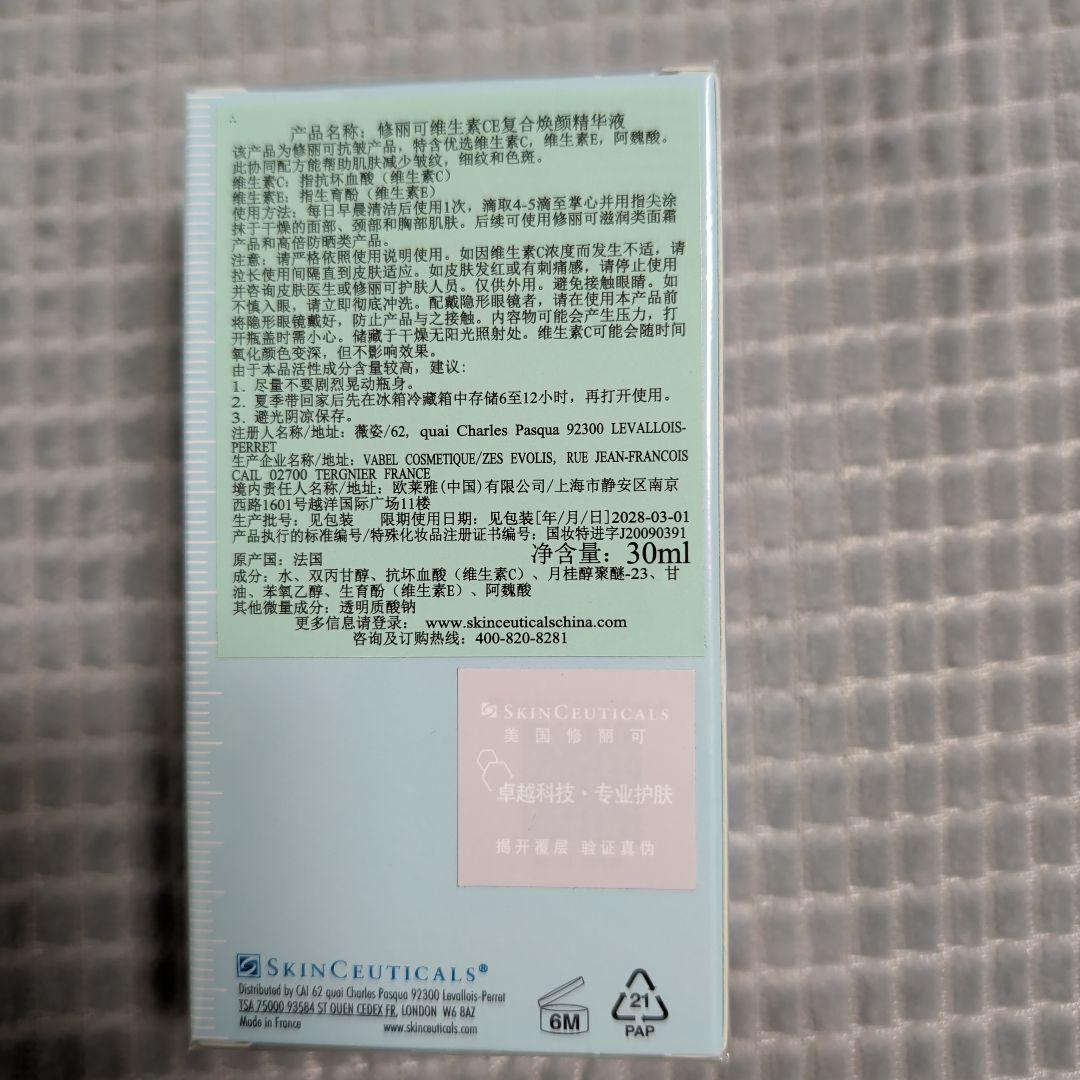 产品名称：修丽可维生素CE复合焕颜精华液
该产品为修丽可抗皱产品，特含优选维生素C，维生素E，阿魏酸。
此协同配方能帮助肌肤减少皱纹，细纹和色斑。
维生素C：指抗坏血酸（维生素C）
维生素E：指生育酚（维生素E）
使用方法：每日早晨清洁后使用1次，滴取4-5滴至掌心并用指尖涂
抹于干燥的面部、颈部和胸部肌肤。后续可使用修丽可滋润类面霜
产品和高倍防晒类产品。
注意：请严格依照使用说明使用。如因维生素C浓度而发生不适，请
拉长使用间隔直到皮肤适应。如皮肤发红或有刺痛感，请停止使用
并咨询皮肤医生或修丽可护肤人员。仅供外用。避免接触眼睛。如
不慎入眼，请立即彻底冲洗。配戴隐形眼镜者，请在使用本产品前
将隐形眼镜戴好，防止产品与之接触。内容物可能会产生压力，打
开瓶盖时需小心。储藏于干燥无阳光照射处。维生素C可能会随时间
氧化颜色变深，但不影响效果。
由于本品活性成分含量较高，建议：
1. 尽量不要剧烈晃动瓶身。
2. 夏季带回家后先在冰箱冷藏箱中存储6至12小时，再打开使用。
3. 避光阴凉保存。
注册人名称/地址：薇姿/62, quai Charles Pasqua 92300 LEVALLOIS-
PERRET
生产企业名称/地址：VABEL COSMETIQUE/ZES EVOLIS, RUE JEAN-FRANCOIS
CAIL 02700 TERGNIER FRANCE
境内责任人名称/地址：欧莱雅(中国)有限公司/上海市静安区南京
西路1601号越洋国际广场11楼
生产批号：见包装 限期使用日期：见包装[年/月/日]2028-03-01
产品执行的标准编号/特殊化妆品注册证书编号：国妆特进字J20090391
原产国：法国 净含量：30ml
成分：水、双丙甘醇、抗坏血酸（维生素C）、月桂醇聚醚-23、甘
油、苯氧乙醇、生育酚（维生素E）、阿魏酸
其他微量成分：透明质酸钠
更多信息请登录： www.skinceuticalschina.com
咨询及订购热线：400-820-8281
SKINCEUTICALS
美国修丽可
卓越科技·专业护肤
揭开覆层 验证真伪
SKINCEUTICALS®
Distributed by CAI 62 quai Charles Pasqua 92300 Levallois-Perret
TSA 75000 93584 ST OUEN CEDEX FR, LONDON W6 8AZ
Made in France www.skinceuticals.com
6M
21
PAP